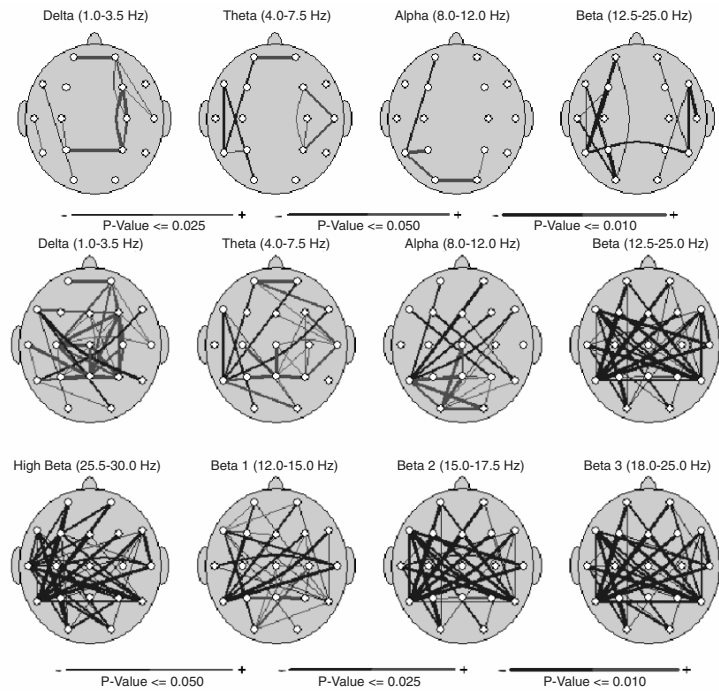 Delta (1.0-3.5 Hz) Theta (4.0-7.5 Hz) Alpha (8.0-12.0 Hz) Beta (12.5-25.0 Hz)
- + - + - +
P-Value <= 0.025 P-Value <= 0.050 P-Value <= 0.010
Delta (1.0-3.5 Hz) Theta (4.0-7.5 Hz) Alpha (8.0-12.0 Hz) Beta (12.5-25.0 Hz)
High Beta (25.5-30.0 Hz) Beta 1 (12.0-15.0 Hz) Beta 2 (15.0-17.5 Hz) Beta 3 (18.0-25.0 Hz)
- + - + - +
P-Value <= 0.050 P-Value <= 0.025 P-Value <= 0.010